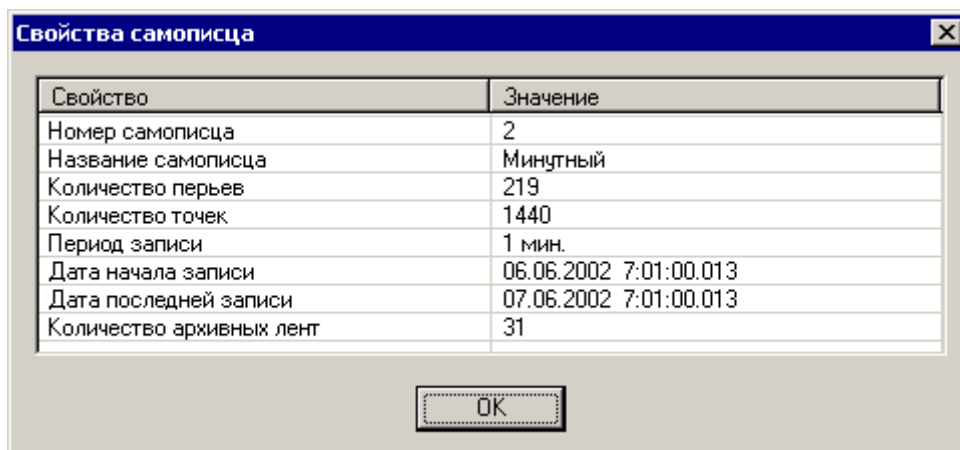 Свойства самописца
Свойство Значение
Номер самописца 2
Название самописца Минутный
Количество перьев 219
Количество точек 1440
Период записи 1 мин.
Дата начала записи 06.06.2002 7:01:00.013
Дата последней записи 07.06.2002 7:01:00.013
Количество архивных лент 31
OK